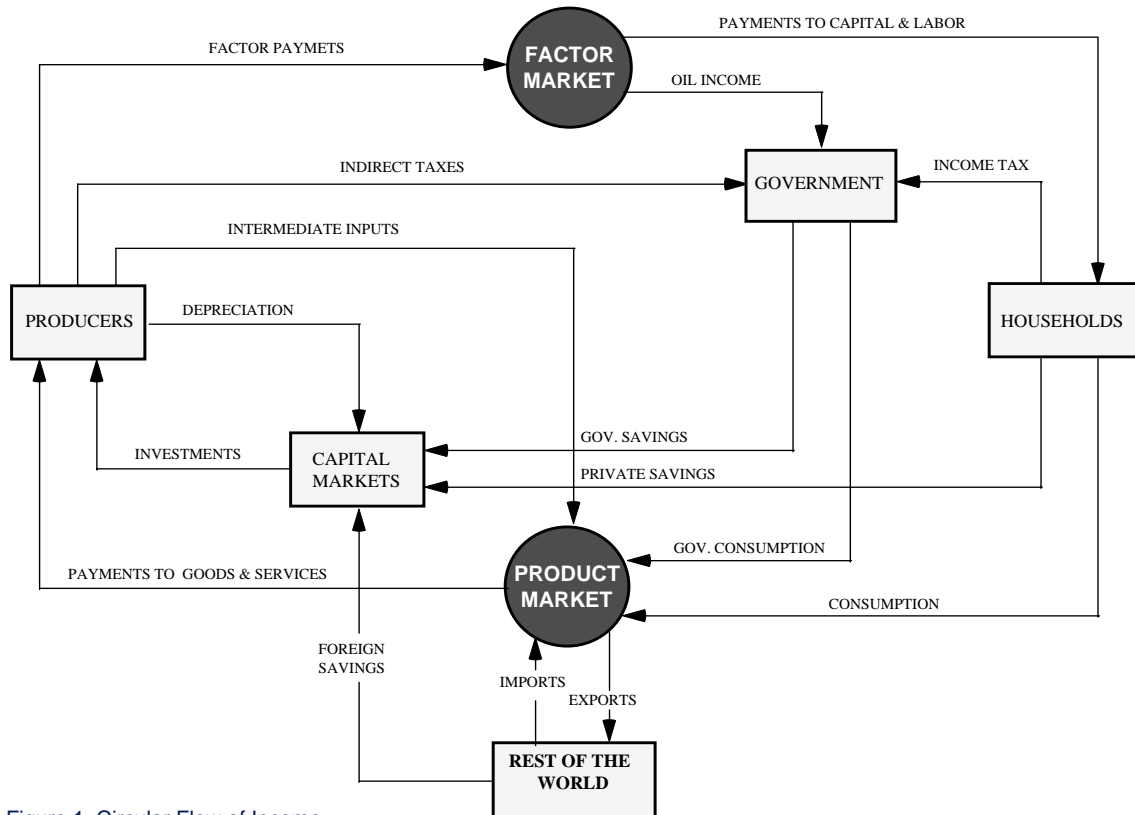 PAYMENTS TO CAPITAL & LABOR
FACTOR PAYMETS
FACTOR
MARKET
OIL INCOME
INDIRECT TAXES
GOVERNMENT
INCOME TAX
INTERMEDIATE INPUTS
PRODUCERS
DEPRECIATION
HOUSEHOLDS
GOV. SAVINGS
INVESTMENTS
CAPITAL
MARKETS
PRIVATE SAVINGS
GOV. CONSUMPTION
PAYMENTS TO GOODS & SERVICES
PRODUCT
MARKET
CONSUMPTION
FOREIGN
SAVINGS
IMPORTS
EXPORTS
REST OF THE
WORLD
Figure 1. Circular Flow of Income